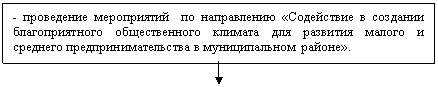 - проведение мероприятий по направлению «Содействие в создании
благоприятного общественного климата для развития малого и
среднего предпринимательства в муниципальном районе».